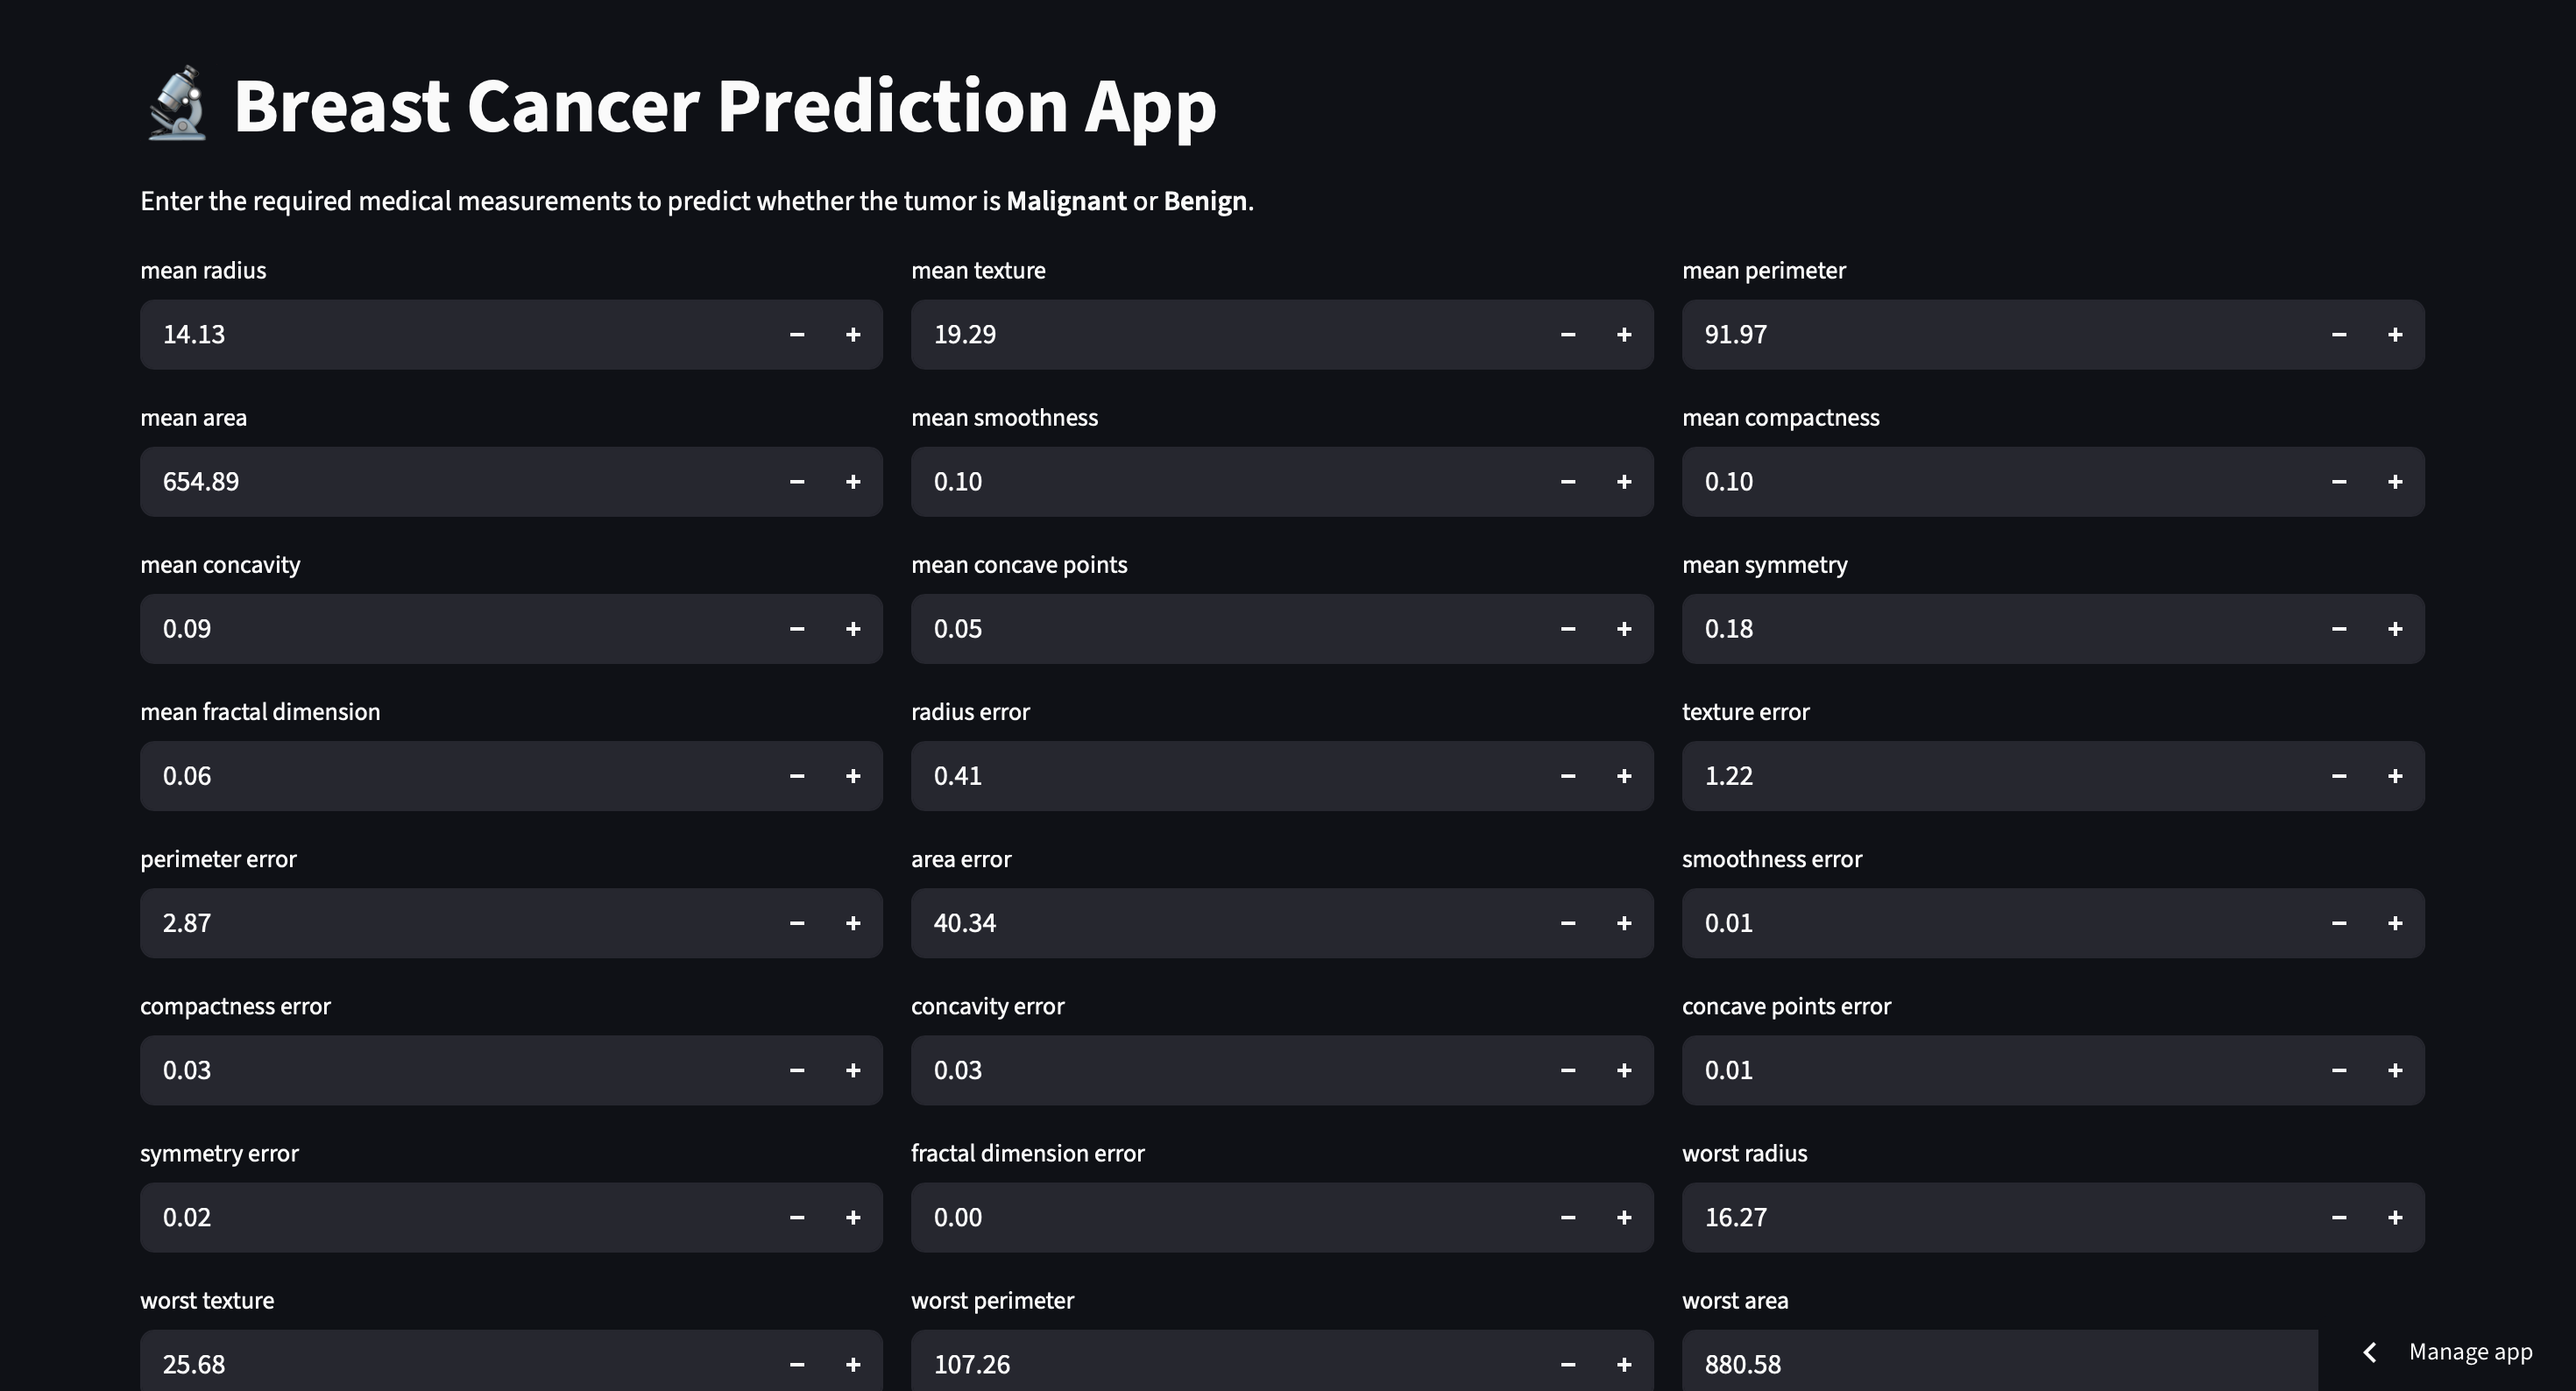 Breast Cancer Prediction App
Enter the required medical measurements to predict whether the tumor is Malignant or Benign.
mean radius mean texture mean perimeter
14.13 − + 19.29 − + 91.97 − +
mean area mean smoothness mean compactness
654.89 − + 0.10 − + 0.10 − +
mean concavity mean concave points mean symmetry
0.09 − + 0.05 − + 0.18 − +
mean fractal dimension radius error texture error
0.06 − + 0.41 − + 1.22 − +
perimeter error area error smoothness error
2.87 − + 40.34 − + 0.01 − +
compactness error concavity error concave points error
0.03 − + 0.03 − + 0.01 − +
symmetry error fractal dimension error worst radius
0.02 − + 0.00 − + 16.27 − +
worst texture worst perimeter worst area
25.68 − + 107.26 − + 880.58
Manage app